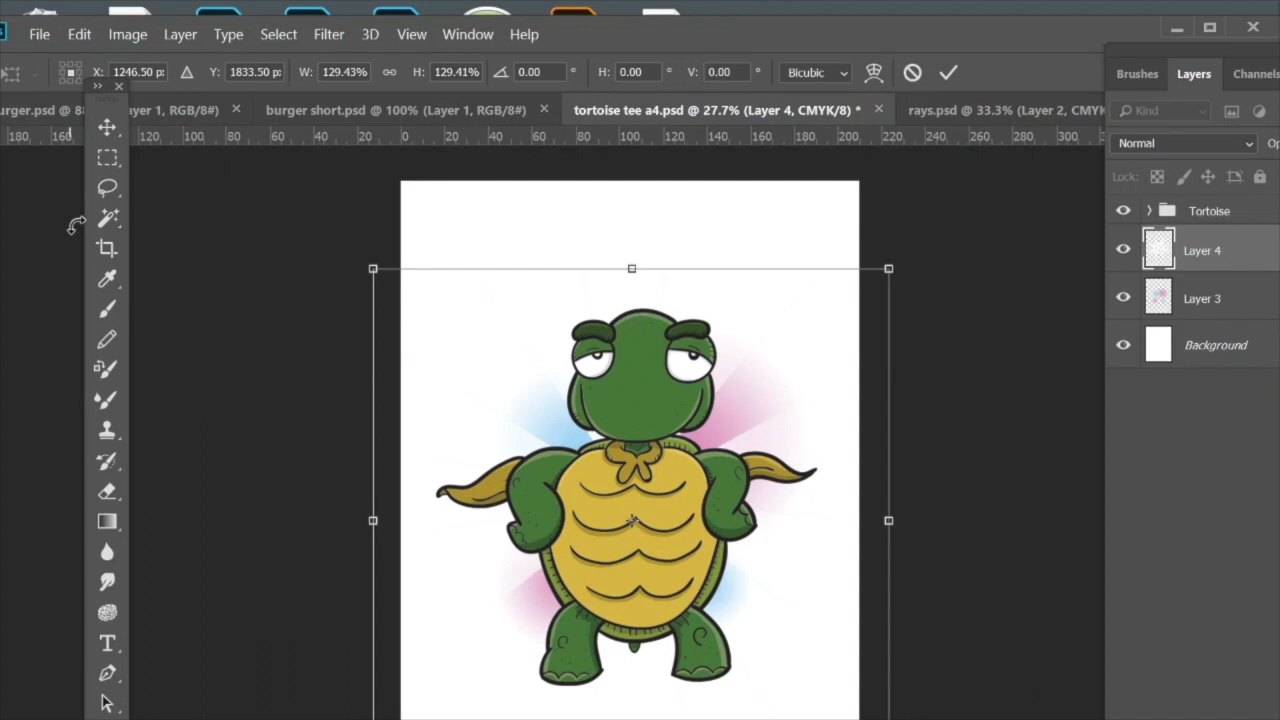 File Edit Image Layer Type Select Filter 3D View Window Help
X: 1246.50 p: Y: 1833.50 p: W: 129.43% H: 129.41% 0.00 ° H: 0.00 ° V: 0.00 ° Bicubic
Brushes Layers Channels
urger.psd @ 8 ayer 1, RGB/8#) burger short.psd @ 100% (Layer 1, RGB/8#) tortoise tee a4.psd @ 27.7% (Layer 4, CMYK/8) * rays.psd @ 33.3% (Layer 2, CMYK
Kind
180 160 120 100 80 60 40 20 0 20 40 60 80 100 120 140 160 180 200 220 240 260 280 300
Normal Op
Lock:
Tortoise
Layer 4
Layer 3
Background
T